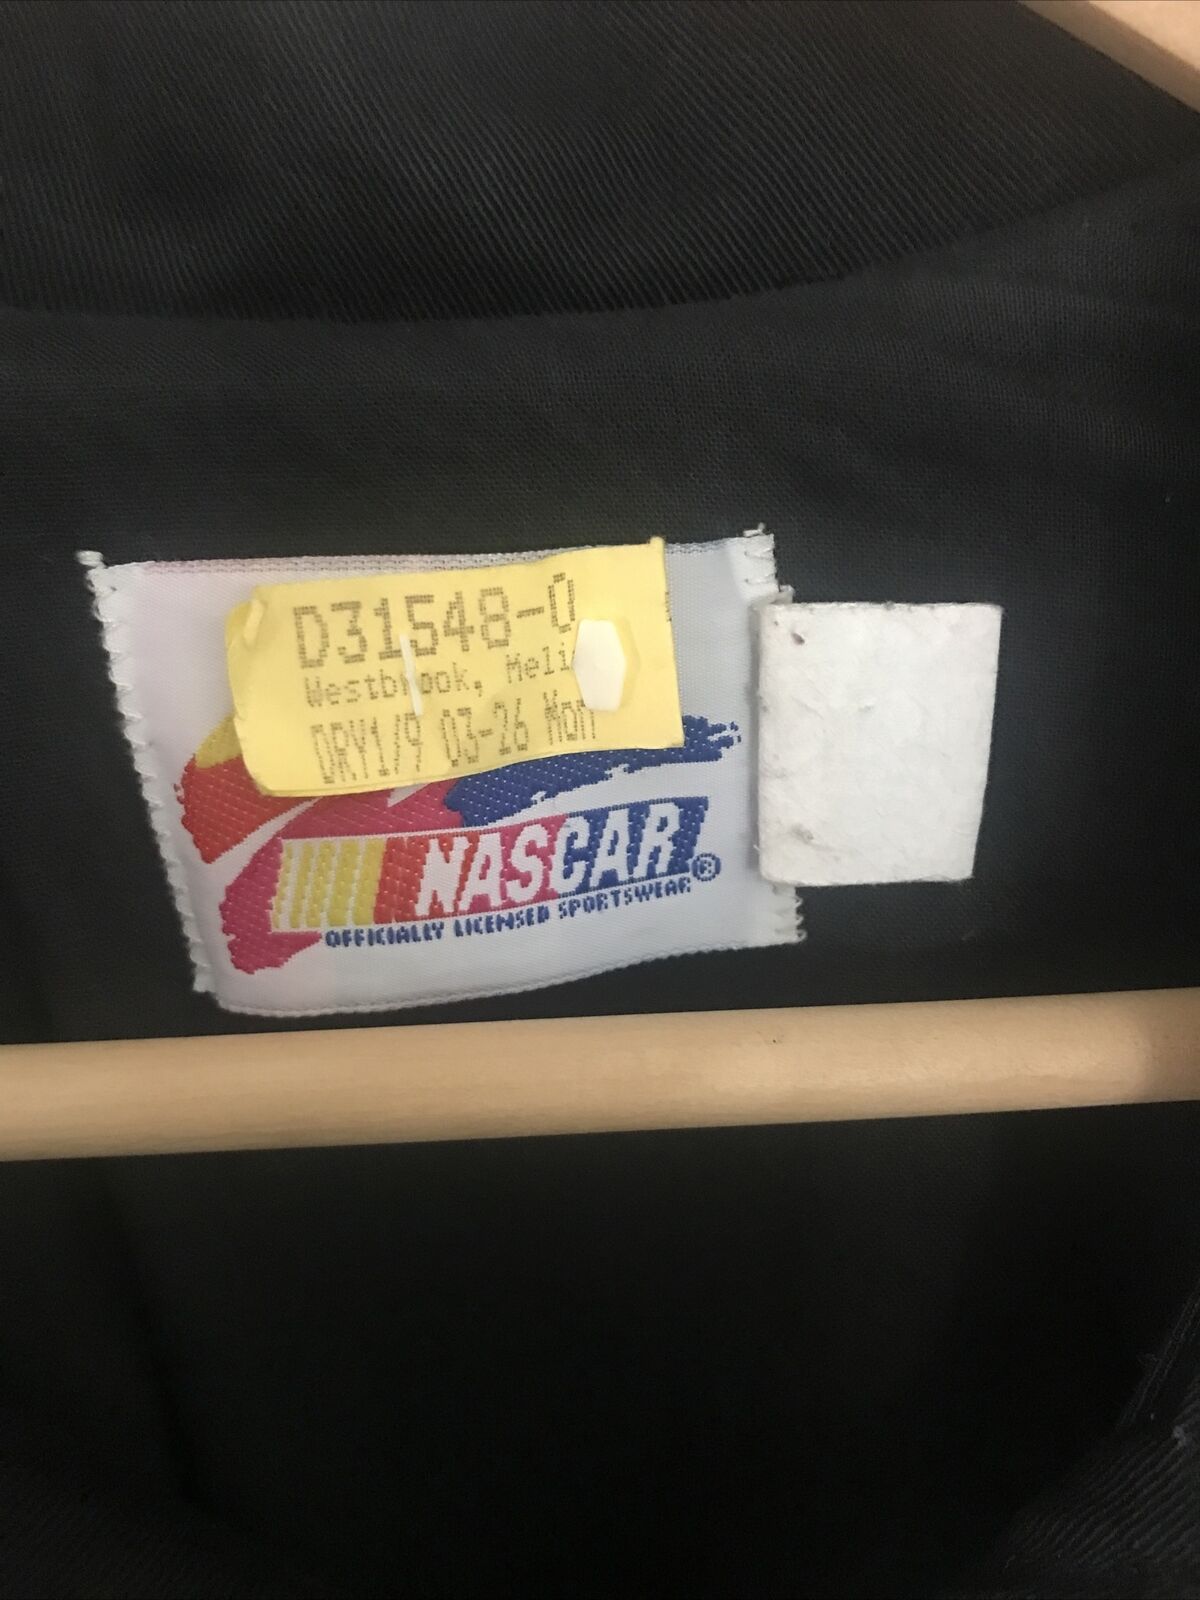 D31548-0
Westbrook, Meli
DRY1/9 03-26 Mon
NASCAR®
OFFICIALLY LICENSED SPORTSWEAR